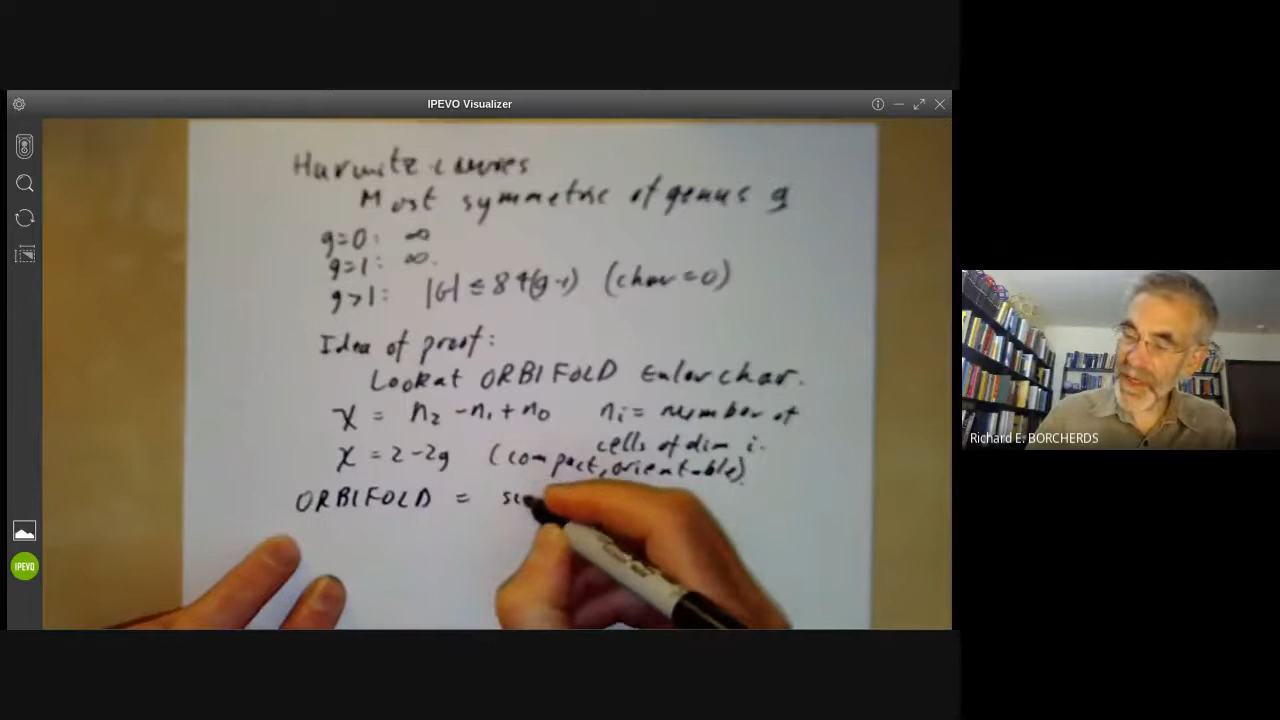 IPEVO Visualizer
Hurwitz curves
Most symmetric of genus g
g=0: ∞
g=1: ∞.
g>1: |G| ≤ 84(g-1) (char=0)
Idea of proof:
Look at ORBIFOLD Euler char.
χ = n₂ - n₁ + n₀ nᵢ = number of
cells of dim i.
χ = 2-2g (compact, orientable).
ORBIFOLD =
Richard E. BORCHERDS
IPEVO